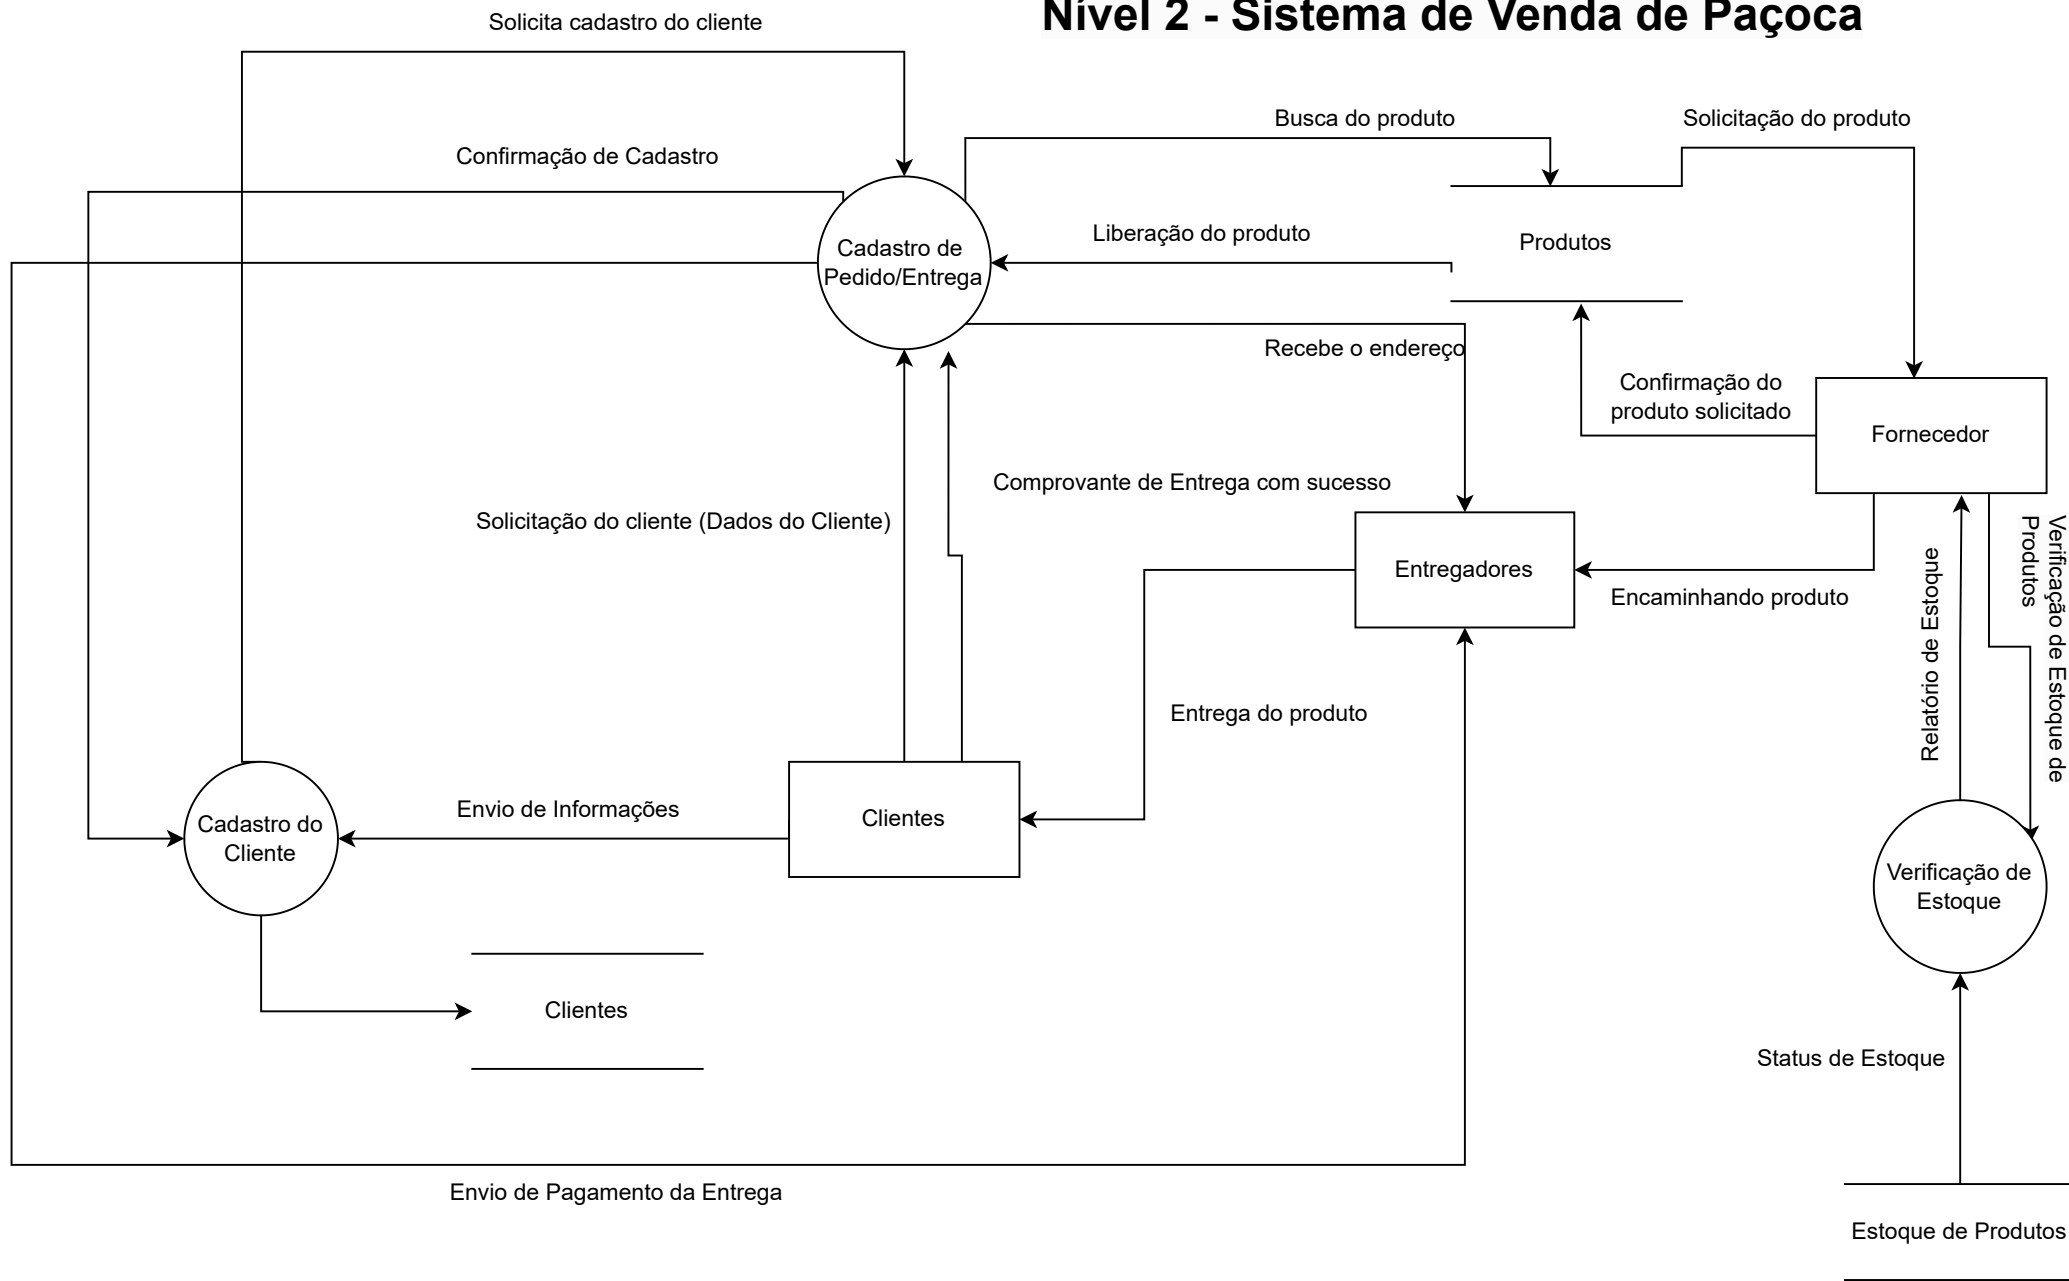 Nível 2 - Sistema de Venda de Paçoca
Solicita cadastro do cliente
Busca do produto
Solicitação do produto
Confirmação de Cadastro
Liberação do produto
Produtos
Cadastro de
Pedido/Entrega
Recebe o endereço
Confirmação do
produto solicitado
Fornecedor
Comprovante de Entrega com sucesso
Solicitação do cliente (Dados do Cliente)
Entregadores
Encaminhando produto
Relatório de Estoque
Verificação de Estoque de
Produtos
Entrega do produto
Envio de Informações
Clientes
Cadastro do
Cliente
Verificação de
Estoque
Clientes
Status de Estoque
Envio de Pagamento da Entrega
Estoque de Produtos